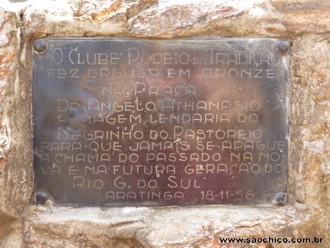 O CLUBE RODEIO DA TRADIÇÃO
FEZ ERGUER EM BRONZE
NA PRAÇA
DR. ANGELO ATHANASIO
A IMAGEM LENDARIA DO
NEGRINHO DO PASTOREIO
PARA QUE JAMAIS SE APAGUE
A CHAMA DO PASSADO NA NO-
VA E NA FUTURA GERAÇÃO DO
RIO G. DO SUL
ARATINGA 18-11-56
www.saochico.com.br